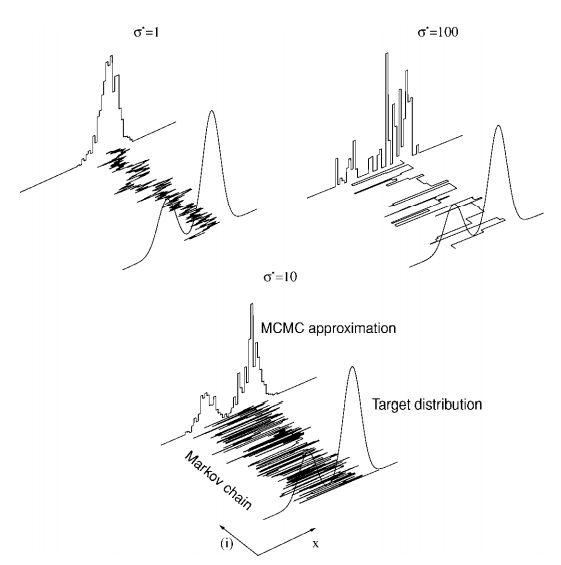 σ*=1
σ*=100
σ*=10
MCMC approximation
Target distribution
Markov chain
(i)
x